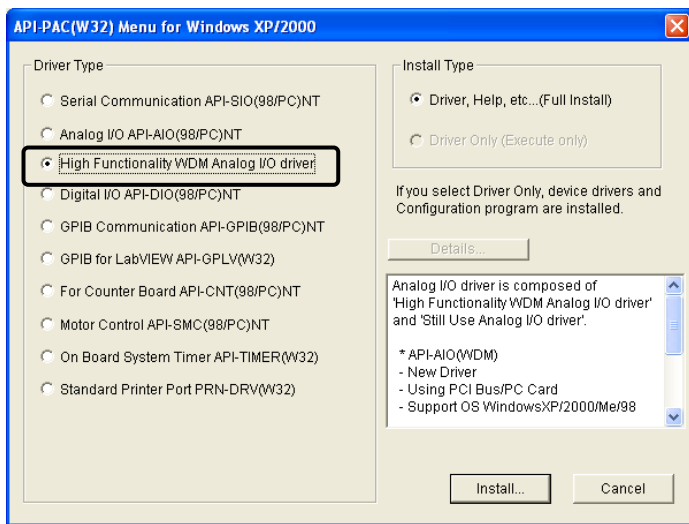 API-PAC(W32) Menu for Windows XP/2000
Driver Type
Serial Communication API-SIO(98/PC)NT
Analog I/O API-AIO(98/PC)NT
High Functionality WDM Analog I/O driver
Digital I/O API-DIO(98/PC)NT
GPIB Communication API-GPIB(98/PC)NT
GPIB for LabVIEW API-GPLV(W32)
For Counter Board API-CNT(98/PC)NT
Motor Control API-SMC(98/PC)NT
On Board System Timer API-TIMER(W32)
Standard Printer Port PRN-DRV(W32)
Install Type
Driver, Help, etc...(Full Install)
Driver Only (Execute only)
If you select Driver Only, device drivers and
Configuration program are installed.
Details...
Analog I/O driver is composed of
'High Functionality WDM Analog I/O driver'
and 'Still Use Analog I/O driver'.
* API-AIO(WDM)
- New Driver
- Using PCI Bus/PC Card
- Support OS WindowsXP/2000/Me/98
Install...
Cancel